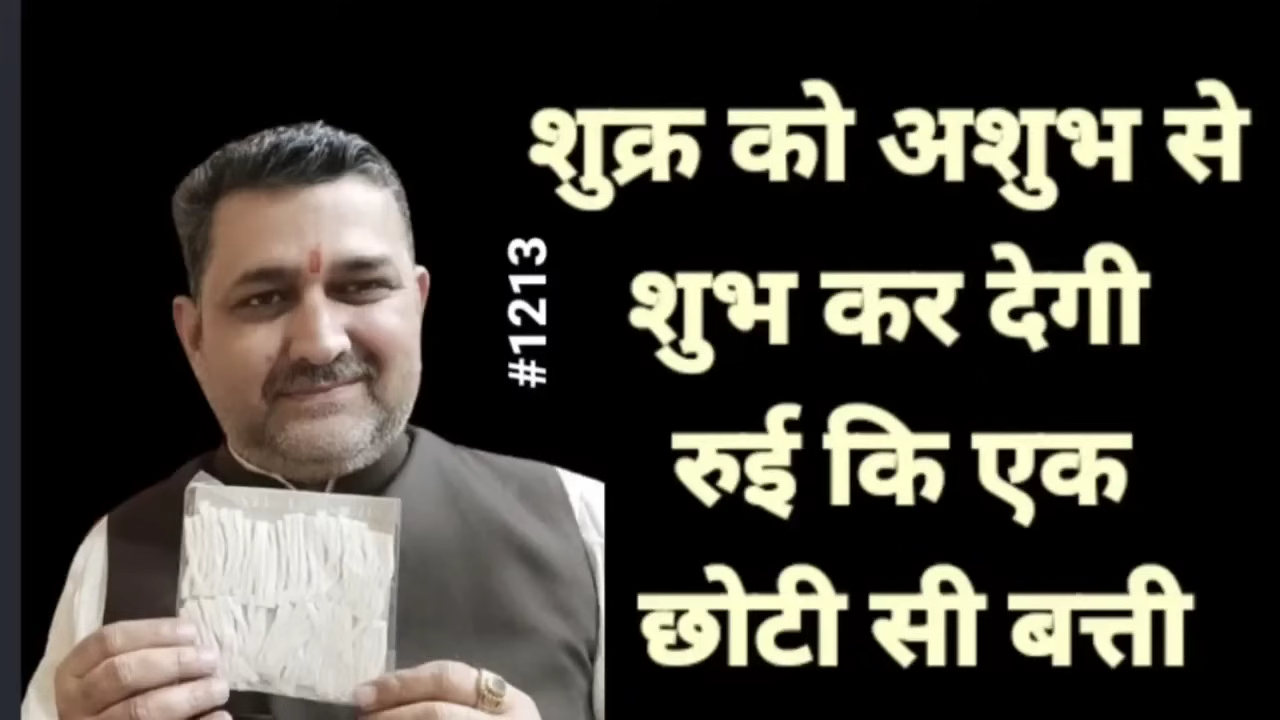 शुक्र को अशुभ से
शुभ कर देगी
रुई कि एक
छोटी सी बत्ती
#1213